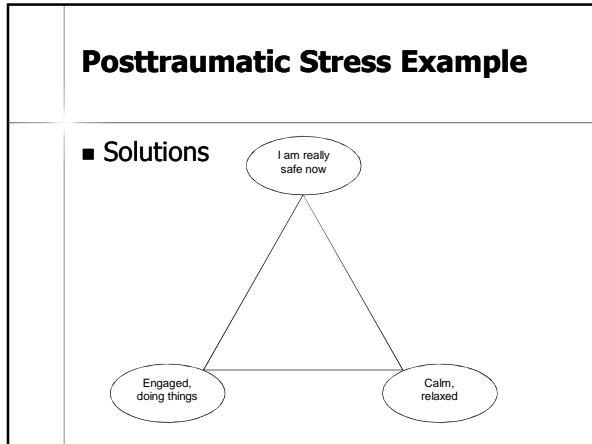 Posttraumatic Stress Example
■ Solutions
I am really
safe now
Engaged,
doing things
Calm,
relaxed